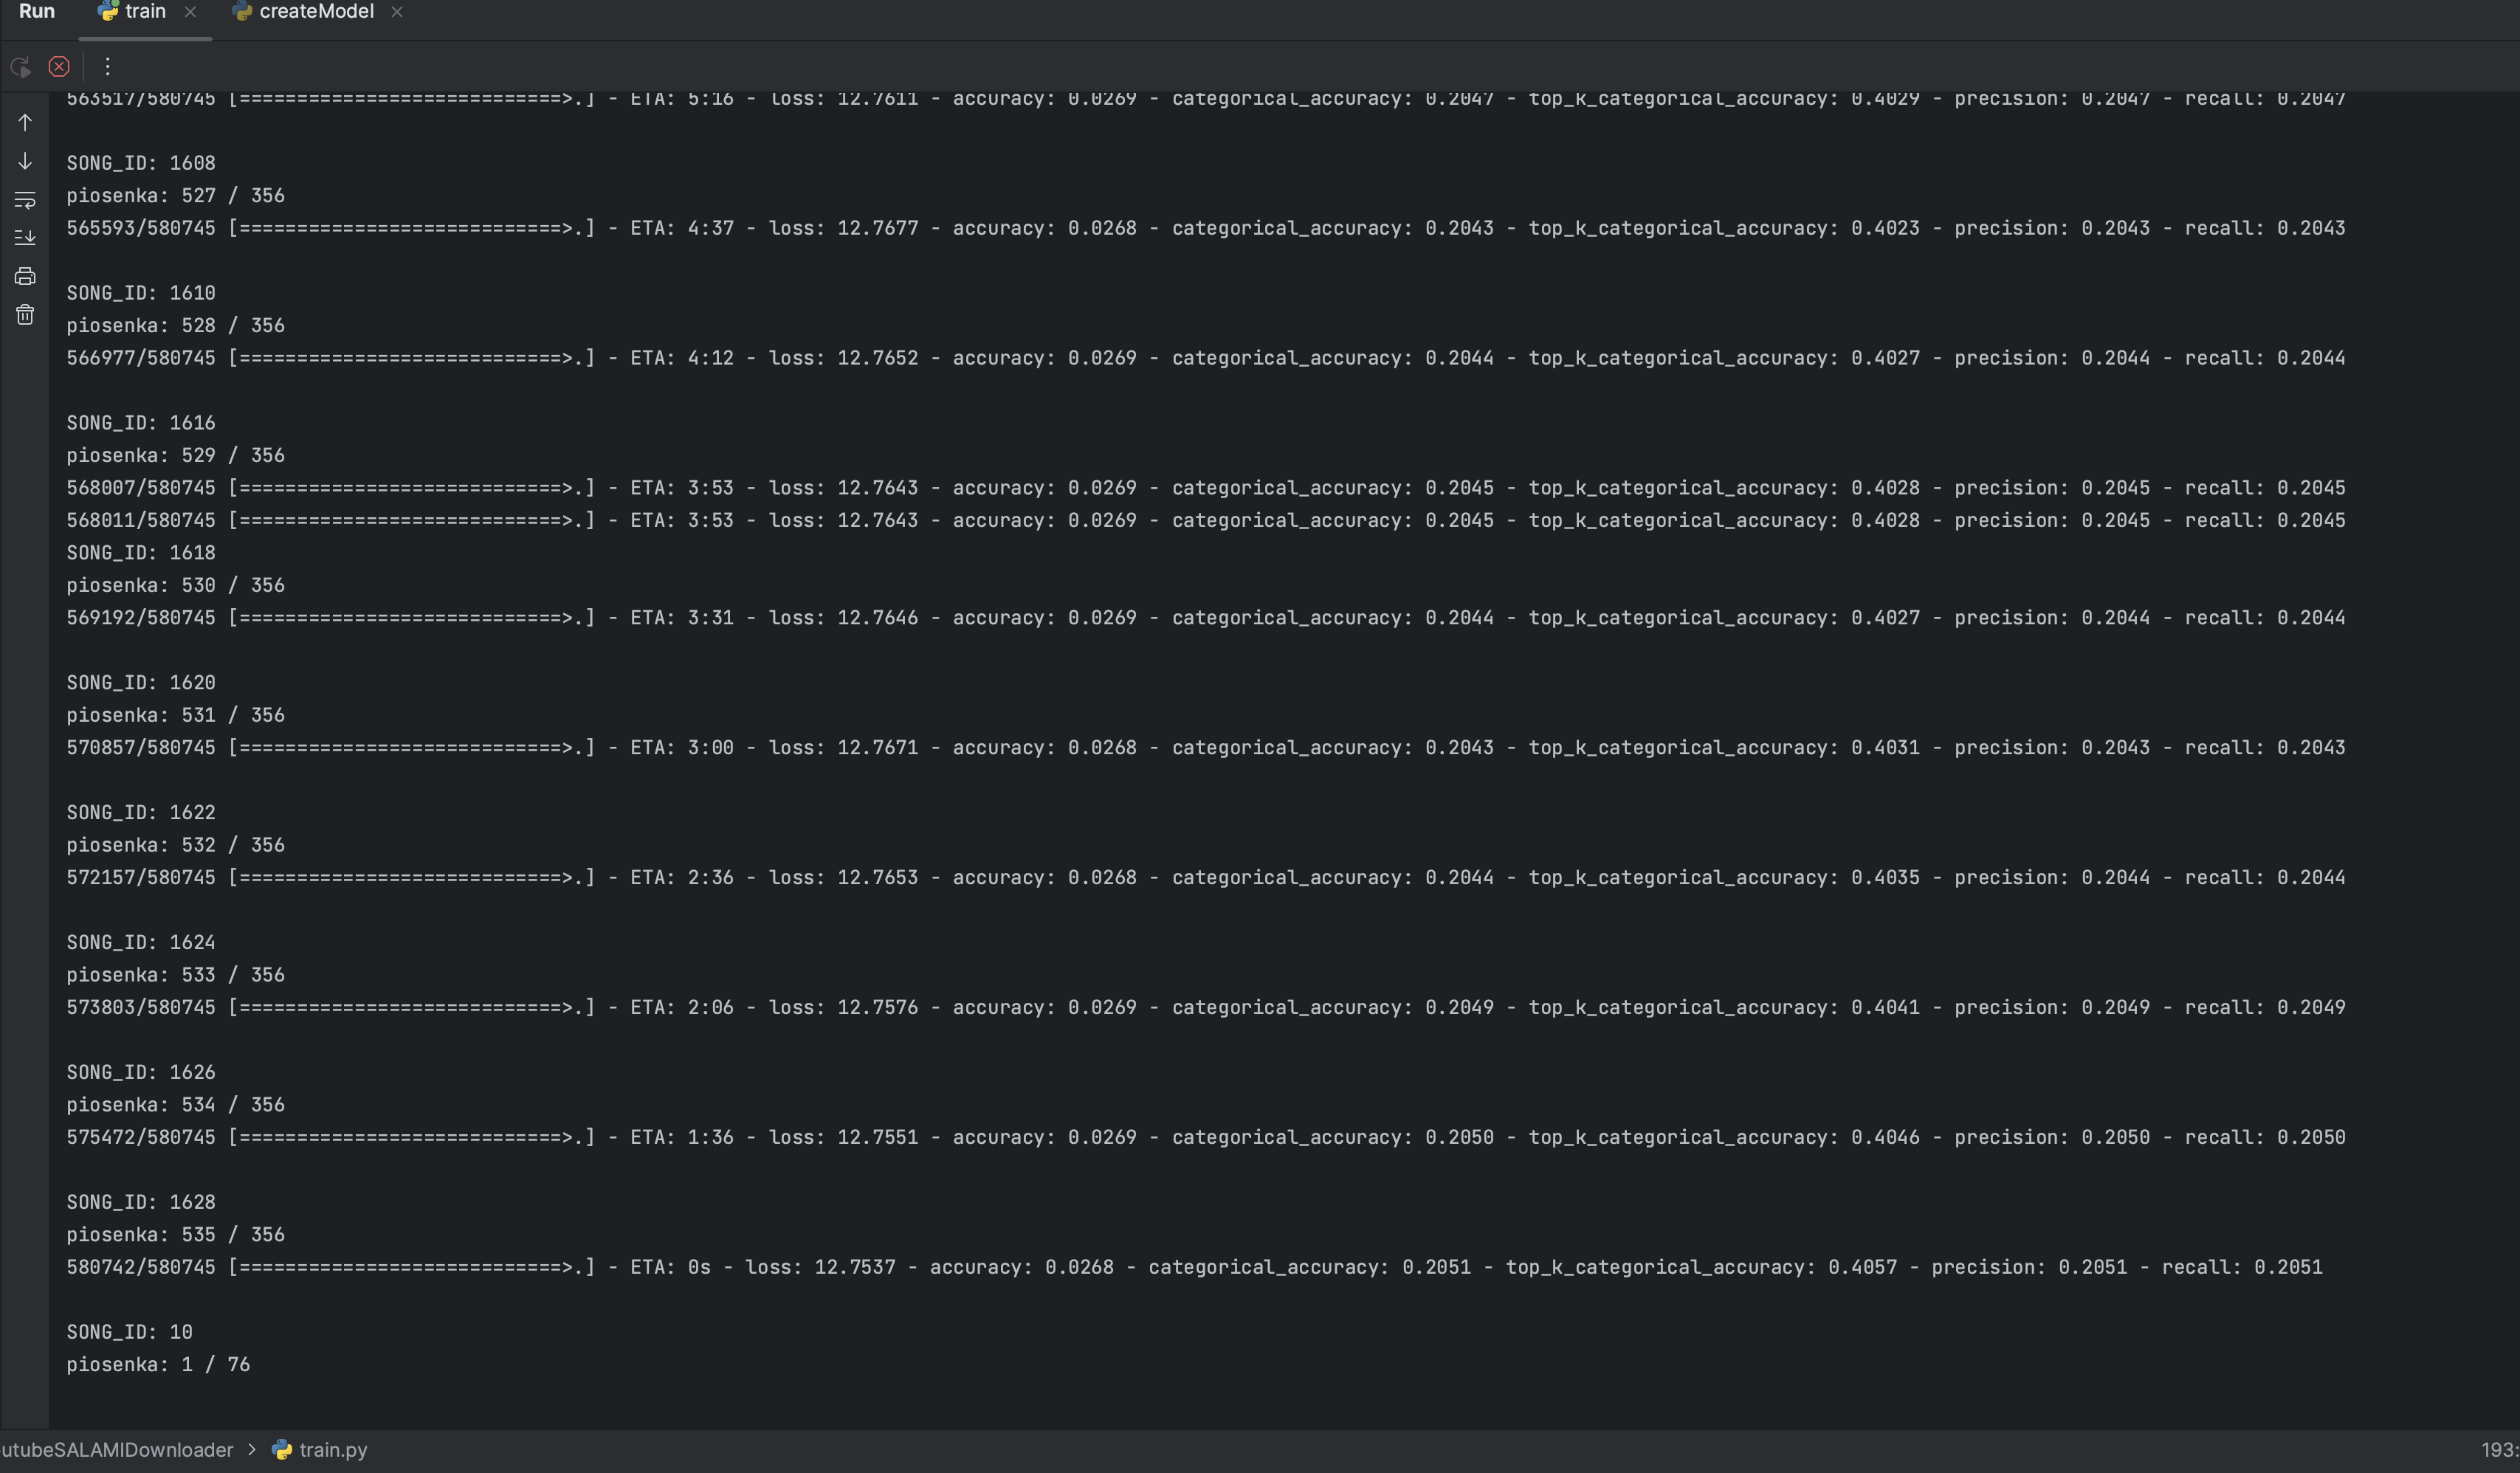 Run train createModel
563517/580745 [============================>.] - ETA: 5:16 - loss: 12.7611 - accuracy: 0.0269 - categorical_accuracy: 0.2047 - top_k_categorical_accuracy: 0.4029 - precision: 0.2047 - recall: 0.2047
SONG_ID: 1608
piosenka: 527 / 356
565593/580745 [============================>.] - ETA: 4:37 - loss: 12.7677 - accuracy: 0.0268 - categorical_accuracy: 0.2043 - top_k_categorical_accuracy: 0.4023 - precision: 0.2043 - recall: 0.2043
SONG_ID: 1610
piosenka: 528 / 356
566977/580745 [============================>.] - ETA: 4:12 - loss: 12.7652 - accuracy: 0.0269 - categorical_accuracy: 0.2044 - top_k_categorical_accuracy: 0.4027 - precision: 0.2044 - recall: 0.2044
SONG_ID: 1616
piosenka: 529 / 356
568007/580745 [============================>.] - ETA: 3:53 - loss: 12.7643 - accuracy: 0.0269 - categorical_accuracy: 0.2045 - top_k_categorical_accuracy: 0.4028 - precision: 0.2045 - recall: 0.2045
568011/580745 [============================>.] - ETA: 3:53 - loss: 12.7643 - accuracy: 0.0269 - categorical_accuracy: 0.2045 - top_k_categorical_accuracy: 0.4028 - precision: 0.2045 - recall: 0.2045
SONG_ID: 1618
piosenka: 530 / 356
569192/580745 [============================>.] - ETA: 3:31 - loss: 12.7646 - accuracy: 0.0269 - categorical_accuracy: 0.2044 - top_k_categorical_accuracy: 0.4027 - precision: 0.2044 - recall: 0.2044
SONG_ID: 1620
piosenka: 531 / 356
570857/580745 [============================>.] - ETA: 3:00 - loss: 12.7671 - accuracy: 0.0268 - categorical_accuracy: 0.2043 - top_k_categorical_accuracy: 0.4031 - precision: 0.2043 - recall: 0.2043
SONG_ID: 1622
piosenka: 532 / 356
572157/580745 [============================>.] - ETA: 2:36 - loss: 12.7653 - accuracy: 0.0268 - categorical_accuracy: 0.2044 - top_k_categorical_accuracy: 0.4035 - precision: 0.2044 - recall: 0.2044
SONG_ID: 1624
piosenka: 533 / 356
573803/580745 [============================>.] - ETA: 2:06 - loss: 12.7576 - accuracy: 0.0269 - categorical_accuracy: 0.2049 - top_k_categorical_accuracy: 0.4041 - precision: 0.2049 - recall: 0.2049
SONG_ID: 1626
piosenka: 534 / 356
575472/580745 [============================>.] - ETA: 1:36 - loss: 12.7551 - accuracy: 0.0269 - categorical_accuracy: 0.2050 - top_k_categorical_accuracy: 0.4046 - precision: 0.2050 - recall: 0.2050
SONG_ID: 1628
piosenka: 535 / 356
580742/580745 [============================>.] - ETA: 0s - loss: 12.7537 - accuracy: 0.0268 - categorical_accuracy: 0.2051 - top_k_categorical_accuracy: 0.4057 - precision: 0.2051 - recall: 0.2051
SONG_ID: 10
piosenka: 1 / 76
utubeSALAMIDownloader > train.py 193: